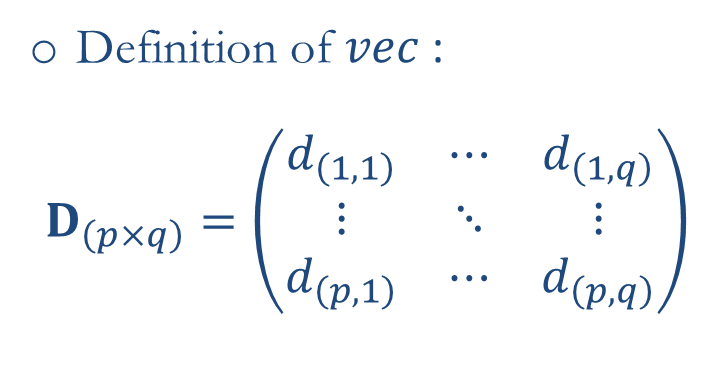 ○ Definition of vec :
D(p×q) = ( d(1,1) ⋯ d(1,q)
⋮ ⋱ ⋮
d(p,1) ⋯ d(p,q) )